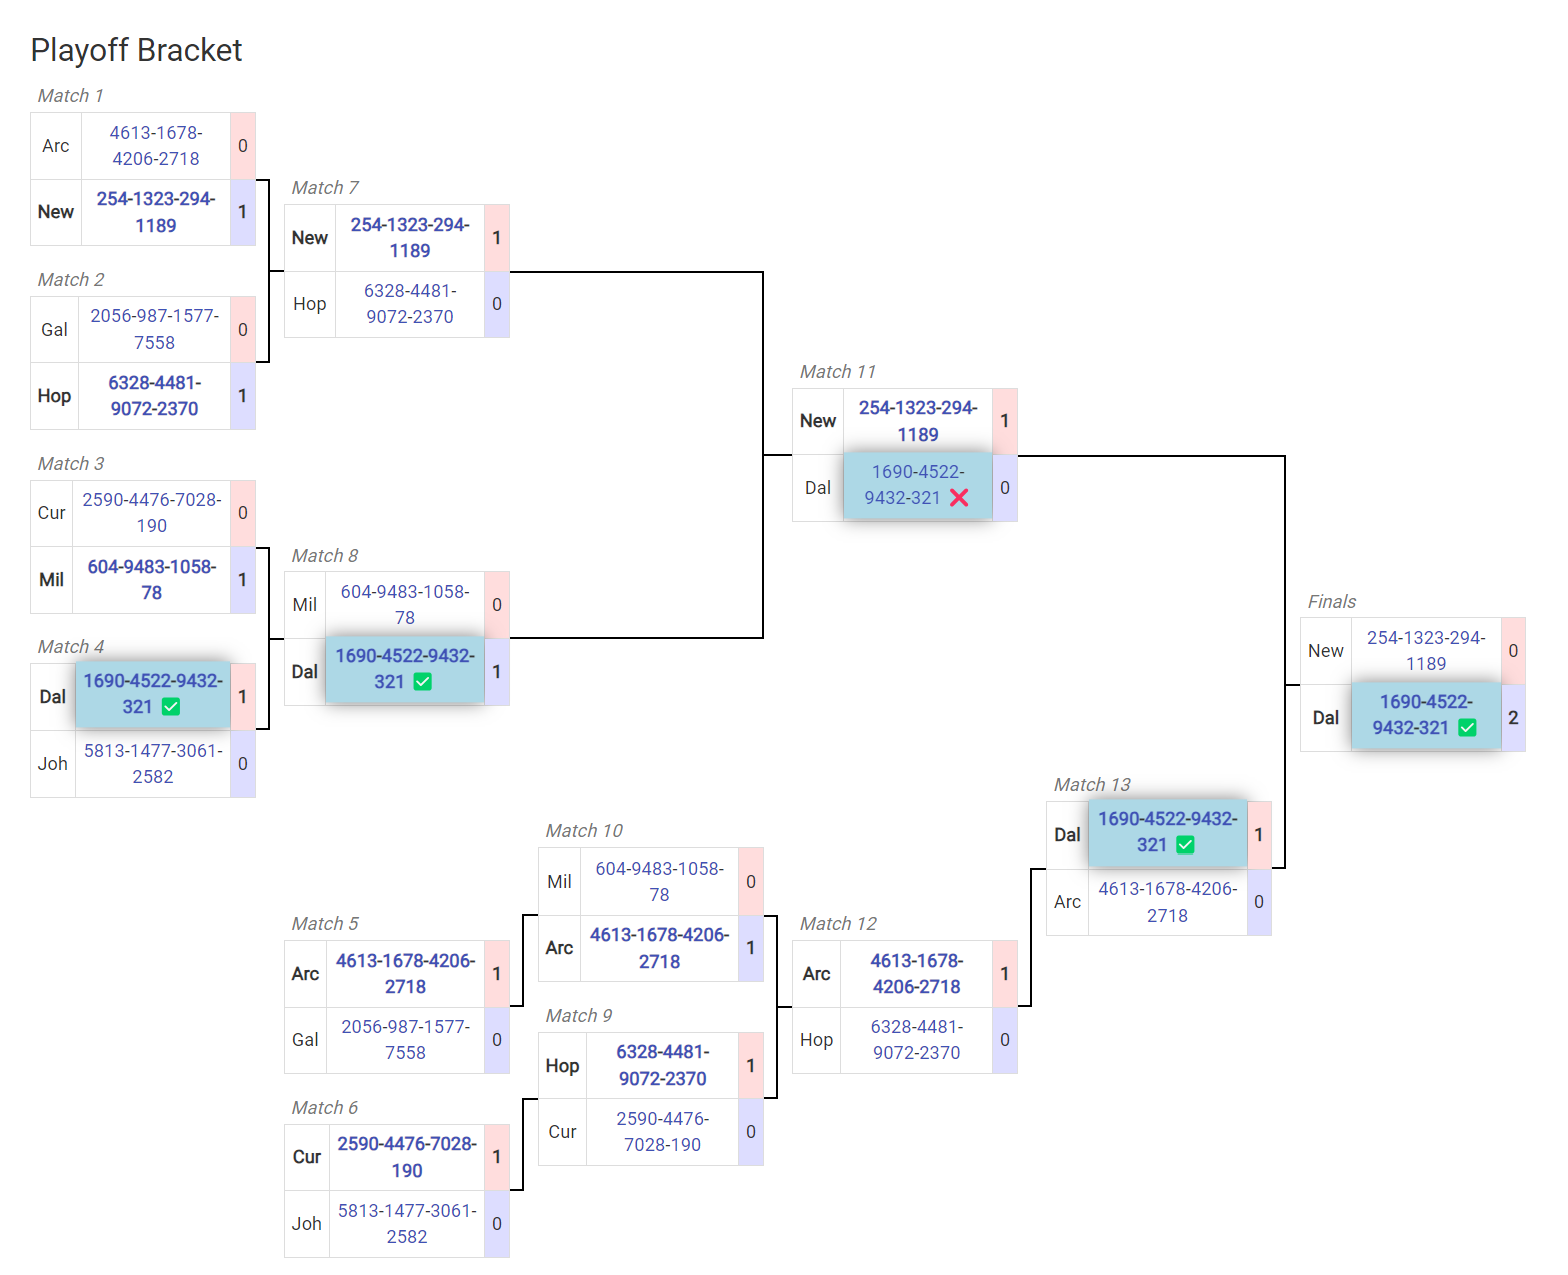 Playoff Bracket
Match 1
Arc
4613-1678-
4206-2718
0
New
254-1323-294-
1189
1
Match 2
Gal
2056-987-1577-
7558
0
Hop
6328-4481-
9072-2370
1
Match 3
Cur
2590-4476-7028-
190
0
Mil
604-9483-1058-
78
1
Match 4
Dal
1690-4522-9432-
321 ✅
1
Joh
5813-1477-3061-
2582
0
Match 7
New
254-1323-294-
1189
1
Hop
6328-4481-
9072-2370
0
Match 8
Mil
604-9483-1058-
78
0
Dal
1690-4522-9432-
321 ✅
1
Match 5
Arc
4613-1678-4206-
2718
1
Gal
2056-987-1577-
7558
0
Match 6
Cur
2590-4476-7028-
190
1
Joh
5813-1477-3061-
2582
0
Match 10
Mil
604-9483-1058-
78
0
Arc
4613-1678-4206-
2718
1
Match 9
Hop
6328-4481-
9072-2370
1
Cur
2590-4476-
7028-190
0
Match 11
New
254-1323-294-
1189
1
Dal
1690-4522-
9432-321 ❌
0
Match 12
Arc
4613-1678-
4206-2718
1
Hop
6328-4481-
9072-2370
0
Match 13
Dal
1690-4522-9432-
321 ✅
1
Arc
4613-1678-4206-
2718
0
Finals
New
254-1323-294-
1189
0
Dal
1690-4522-
9432-321 ✅
2